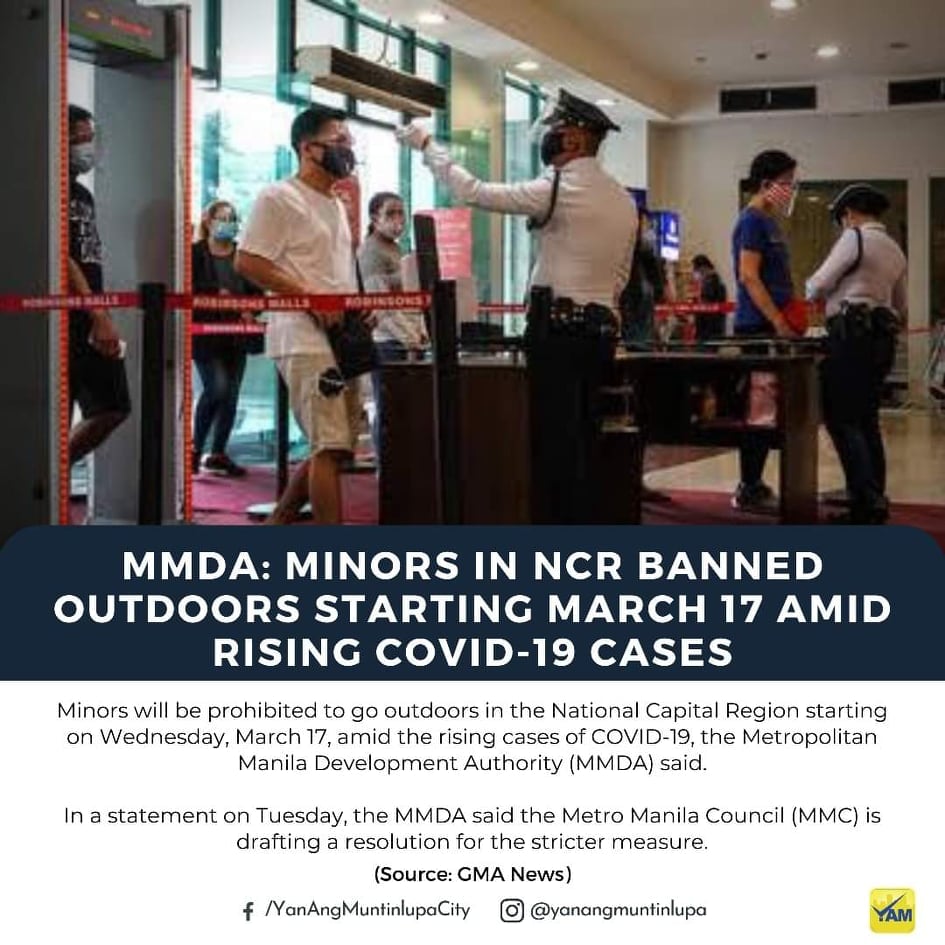 ROBINSONS MALLS
ROBINSONS MALLS
ROBINSONS
MMDA: MINORS IN NCR BANNED
OUTDOORS STARTING MARCH 17 AMID
RISING COVID-19 CASES
Minors will be prohibited to go outdoors in the National Capital Region starting
on Wednesday, March 17, amid the rising cases of COVID-19, the Metropolitan
Manila Development Authority (MMDA) said.
In a statement on Tuesday, the MMDA said the Metro Manila Council (MMC) is
drafting a resolution for the stricter measure.
(Source: GMA News)
/YanAngMuntinlupaCity
@yanangmuntinlupa
YAM